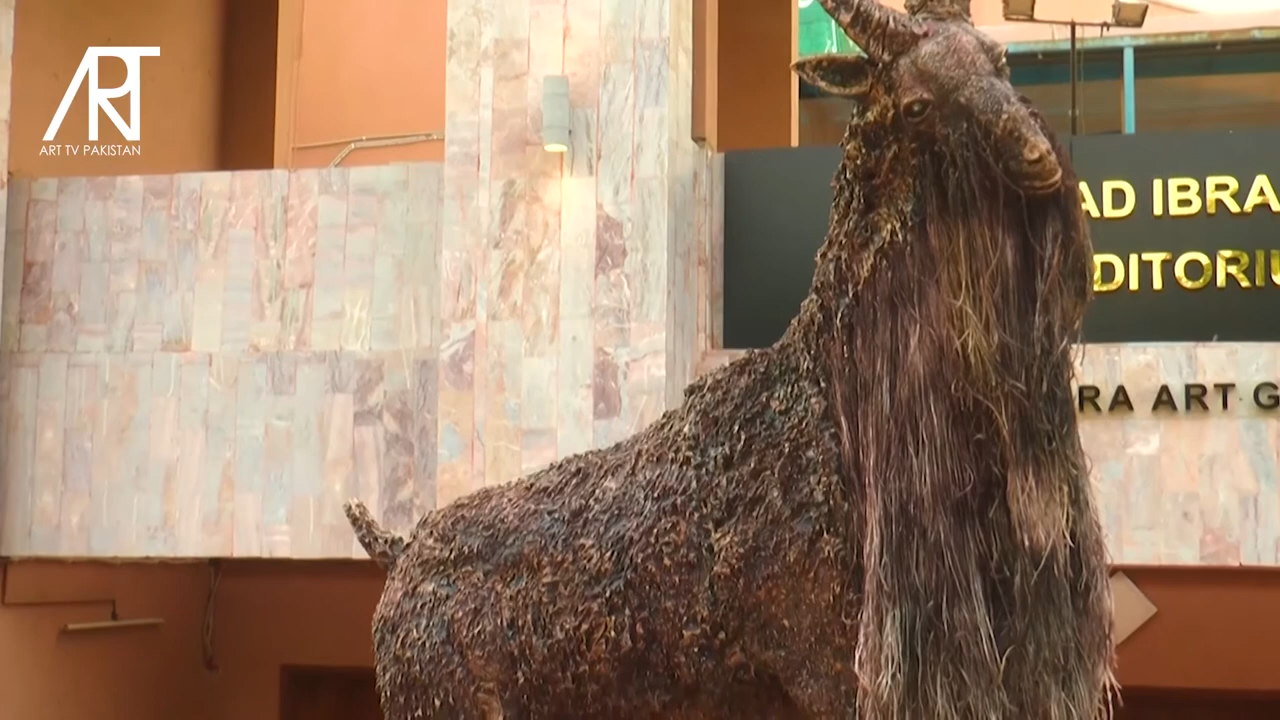 ART
ART TV PAKISTAN
AD IBRA
DITORIU
RA ART G